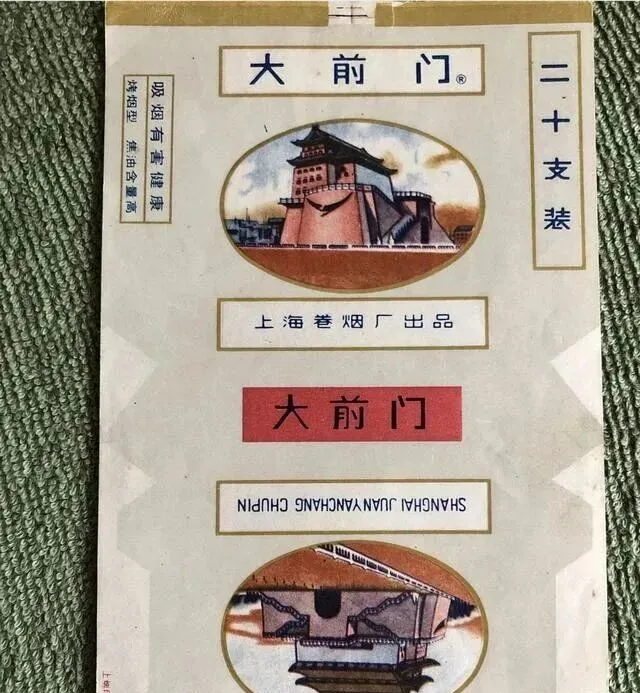 大前门®
二十支装
吸烟有害健康
烤烟型 焦油含量高
上海卷烟厂出品
大前门
SHANGHAI JUANYANCHANG CHUPIN